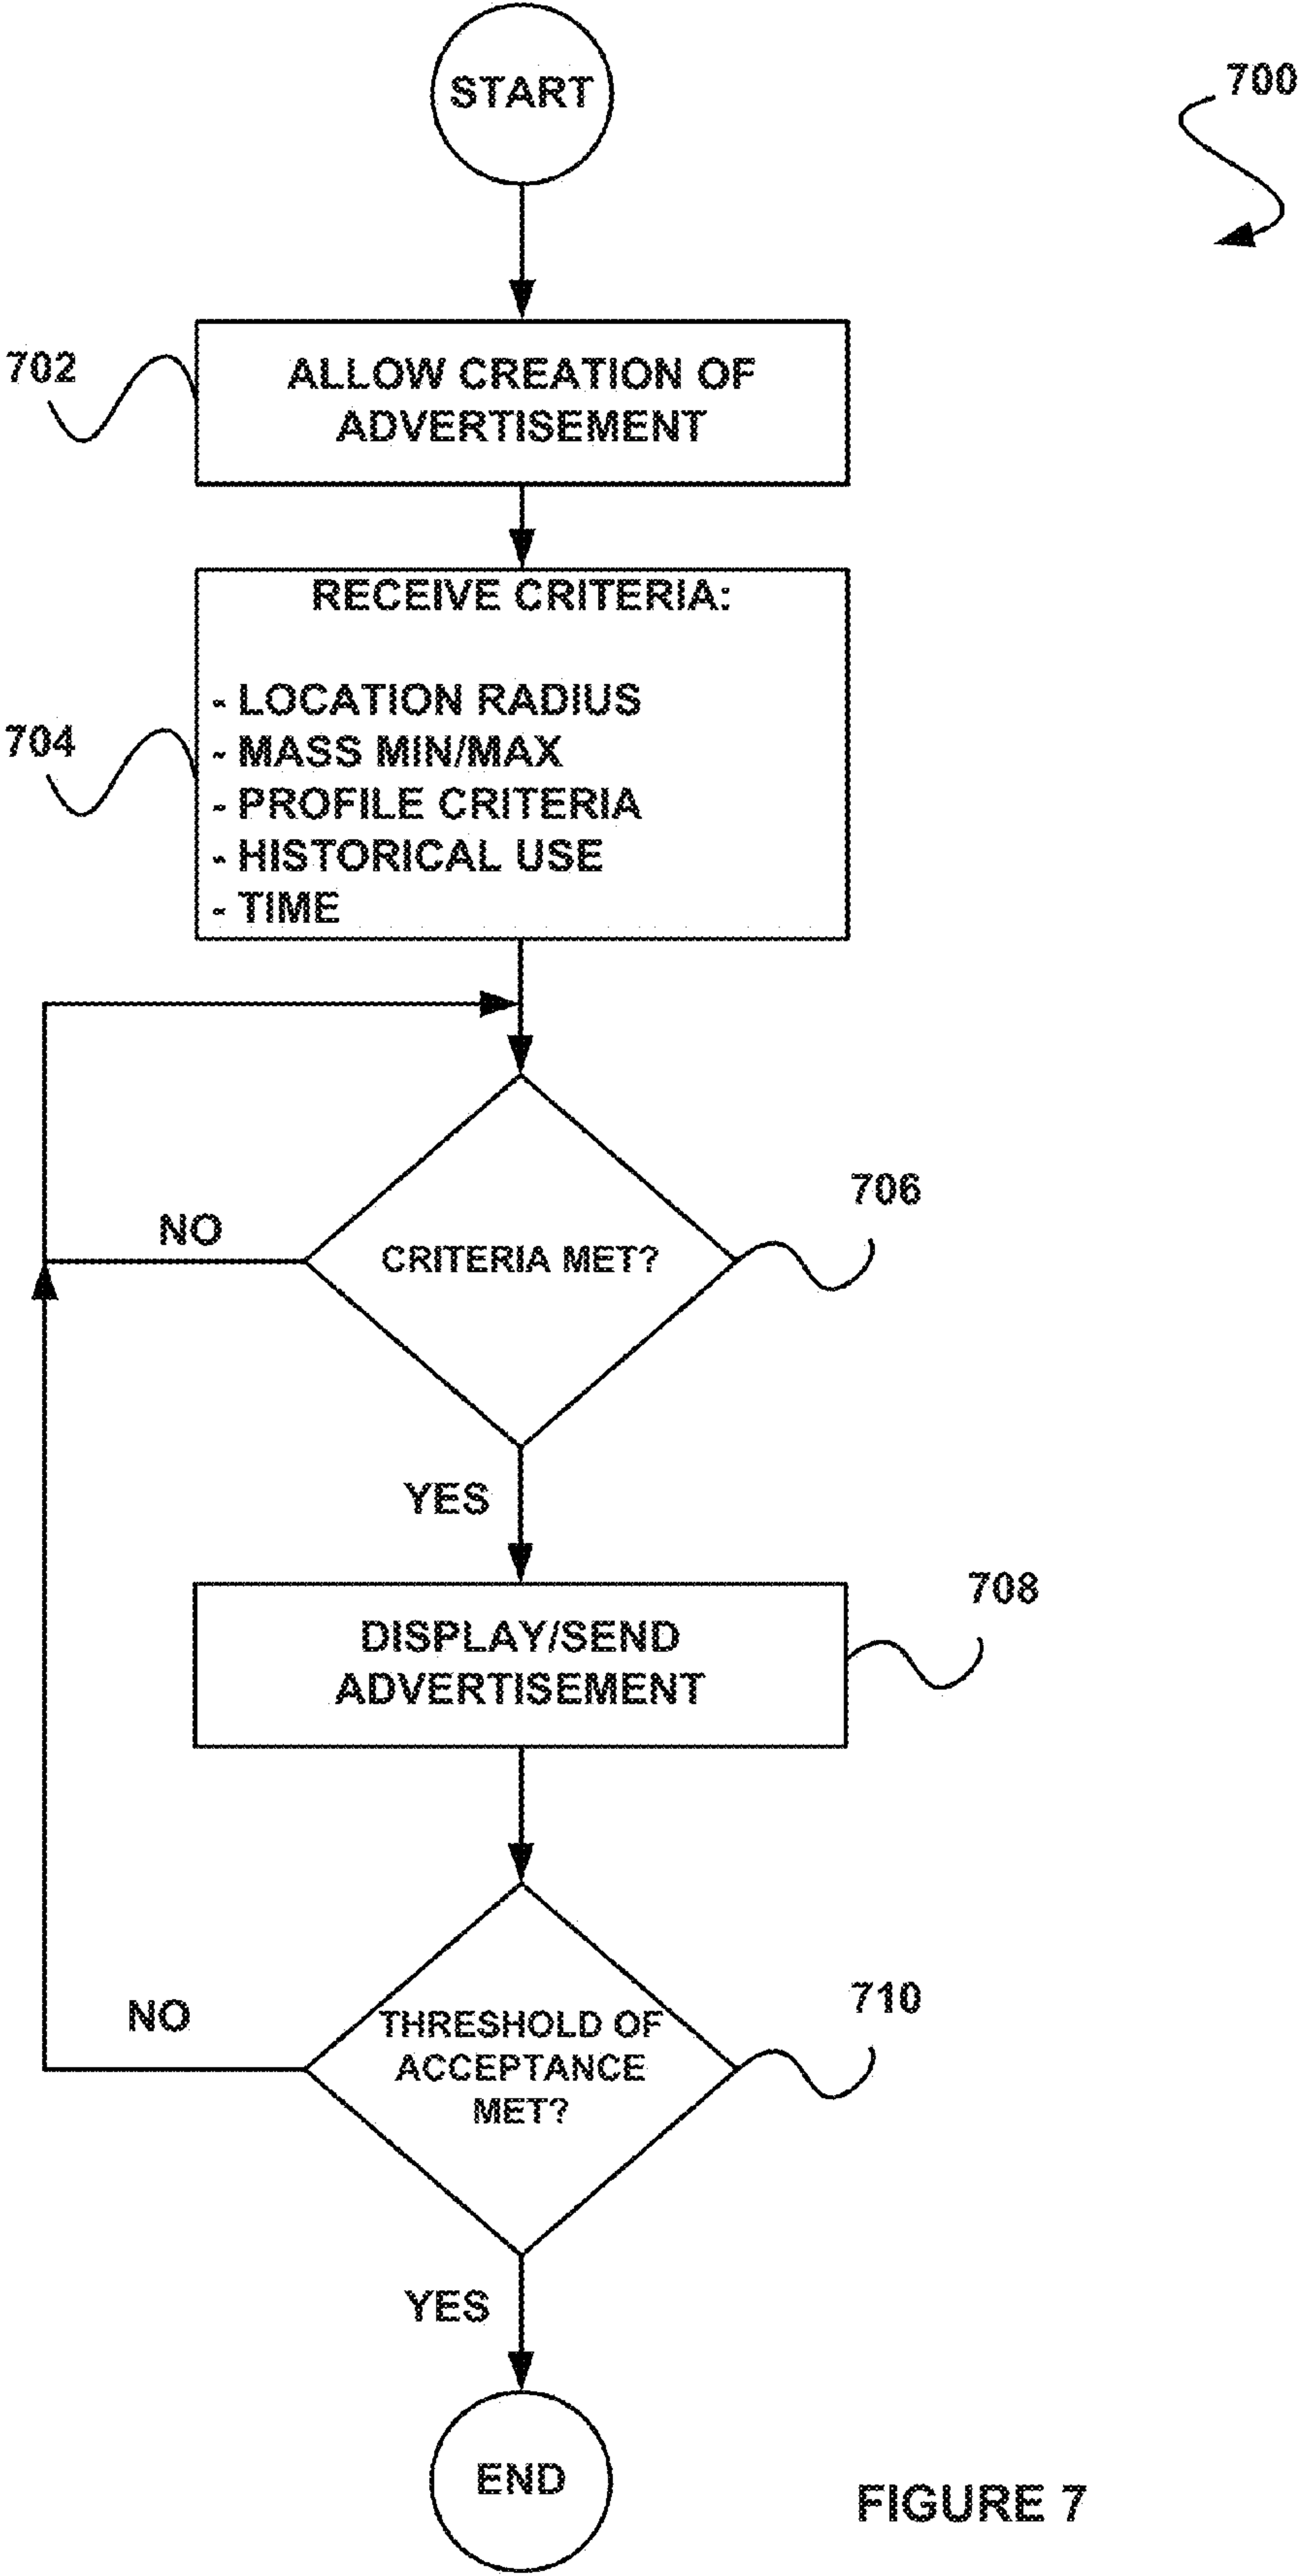 START
700
702
ALLOW CREATION OF
ADVERTISEMENT
RECEIVE CRITERIA:
- LOCATION RADIUS
- MASS MIN/MAX
- PROFILE CRITERIA
- HISTORICAL USE
- TIME
704
706
NO
CRITERIA MET?
YES
708
DISPLAY/SEND
ADVERTISEMENT
710
NO
THRESHOLD OF
ACCEPTANCE
MET?
YES
END
FIGURE 7